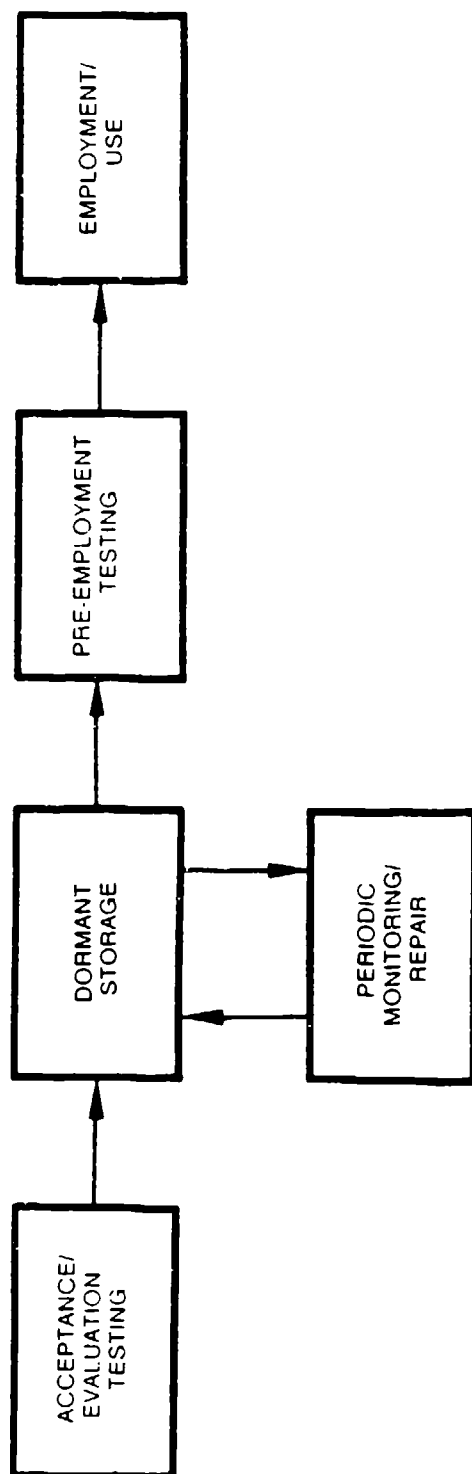 ACCEPTANCE/
EVALUATION
TESTING
DORMANT
STORAGE
PERIODIC
MONITORING/
REPAIR
PRE-EMPLOYMENT
TESTING
EMPLOYMENT/
USE